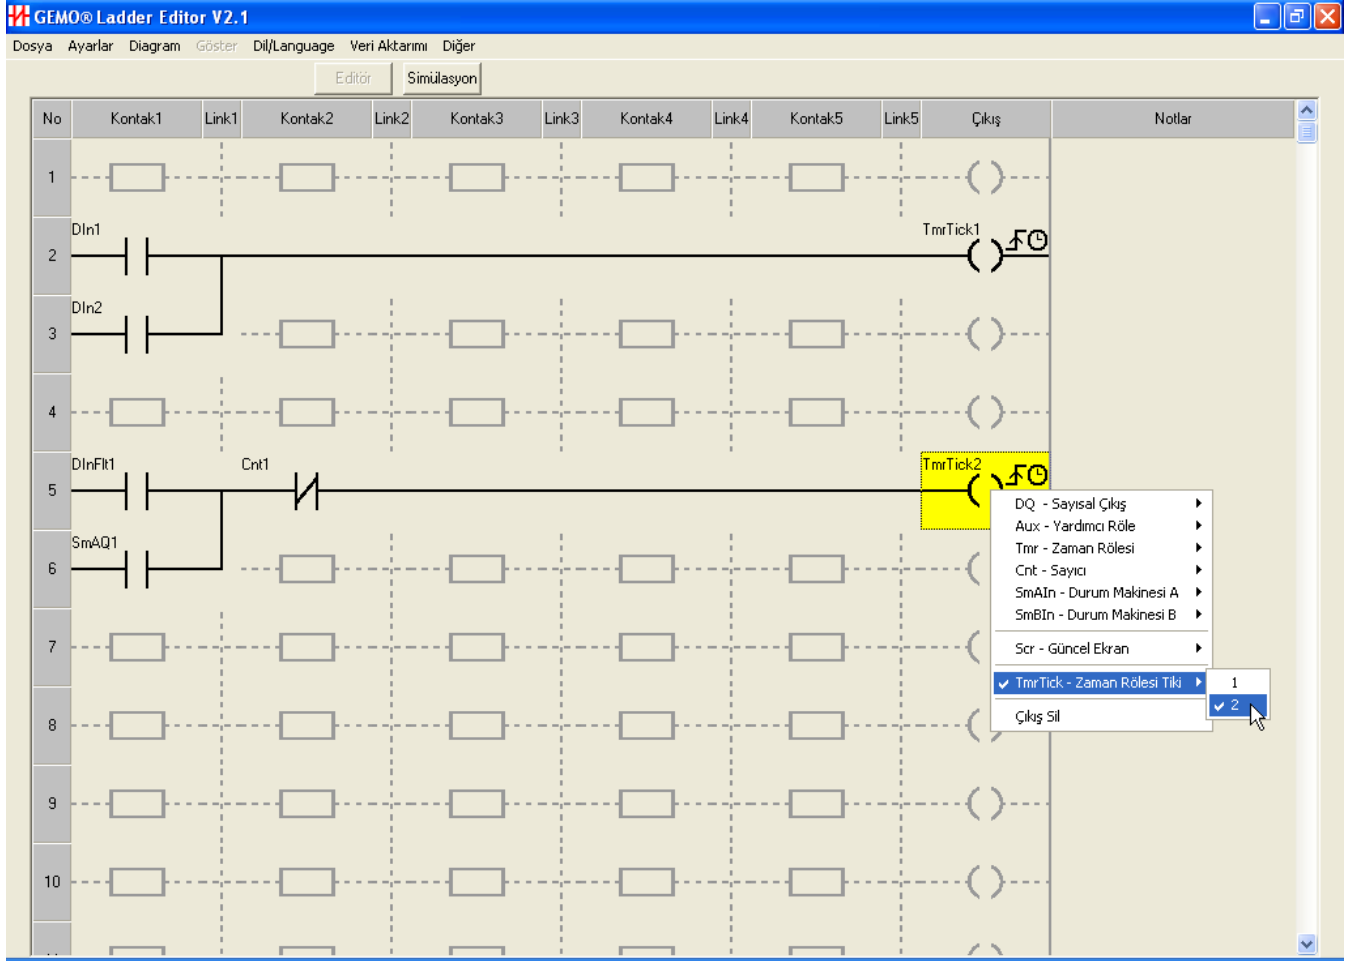 GEMO® Ladder Editor V2.1
Dosya Ayarlar Diagram Göster Dil/Language Veri Aktarımı Diğer
Editör Simülasyon
No Kontak1 Link1 Kontak2 Link2 Kontak3 Link3 Kontak4 Link4 Kontak5 Link5 Çıkış Notlar
1
DIn1 TmrTick1
2
DIn2
3
4
DInFlt1 Cnt1 TmrTick2
5
DQ - Sayısal Çıkış
Aux - Yardımcı Röle
SmAQ1
Tmr - Zaman Rölesi
6
Cnt - Sayıcı
SmAIn - Durum Makinesi A
SmBIn - Durum Makinesi B
7
Scr - Güncel Ekran
TmrTick - Zaman Rölesi Tiki 1
2
8
Çıkış Sil
9
10